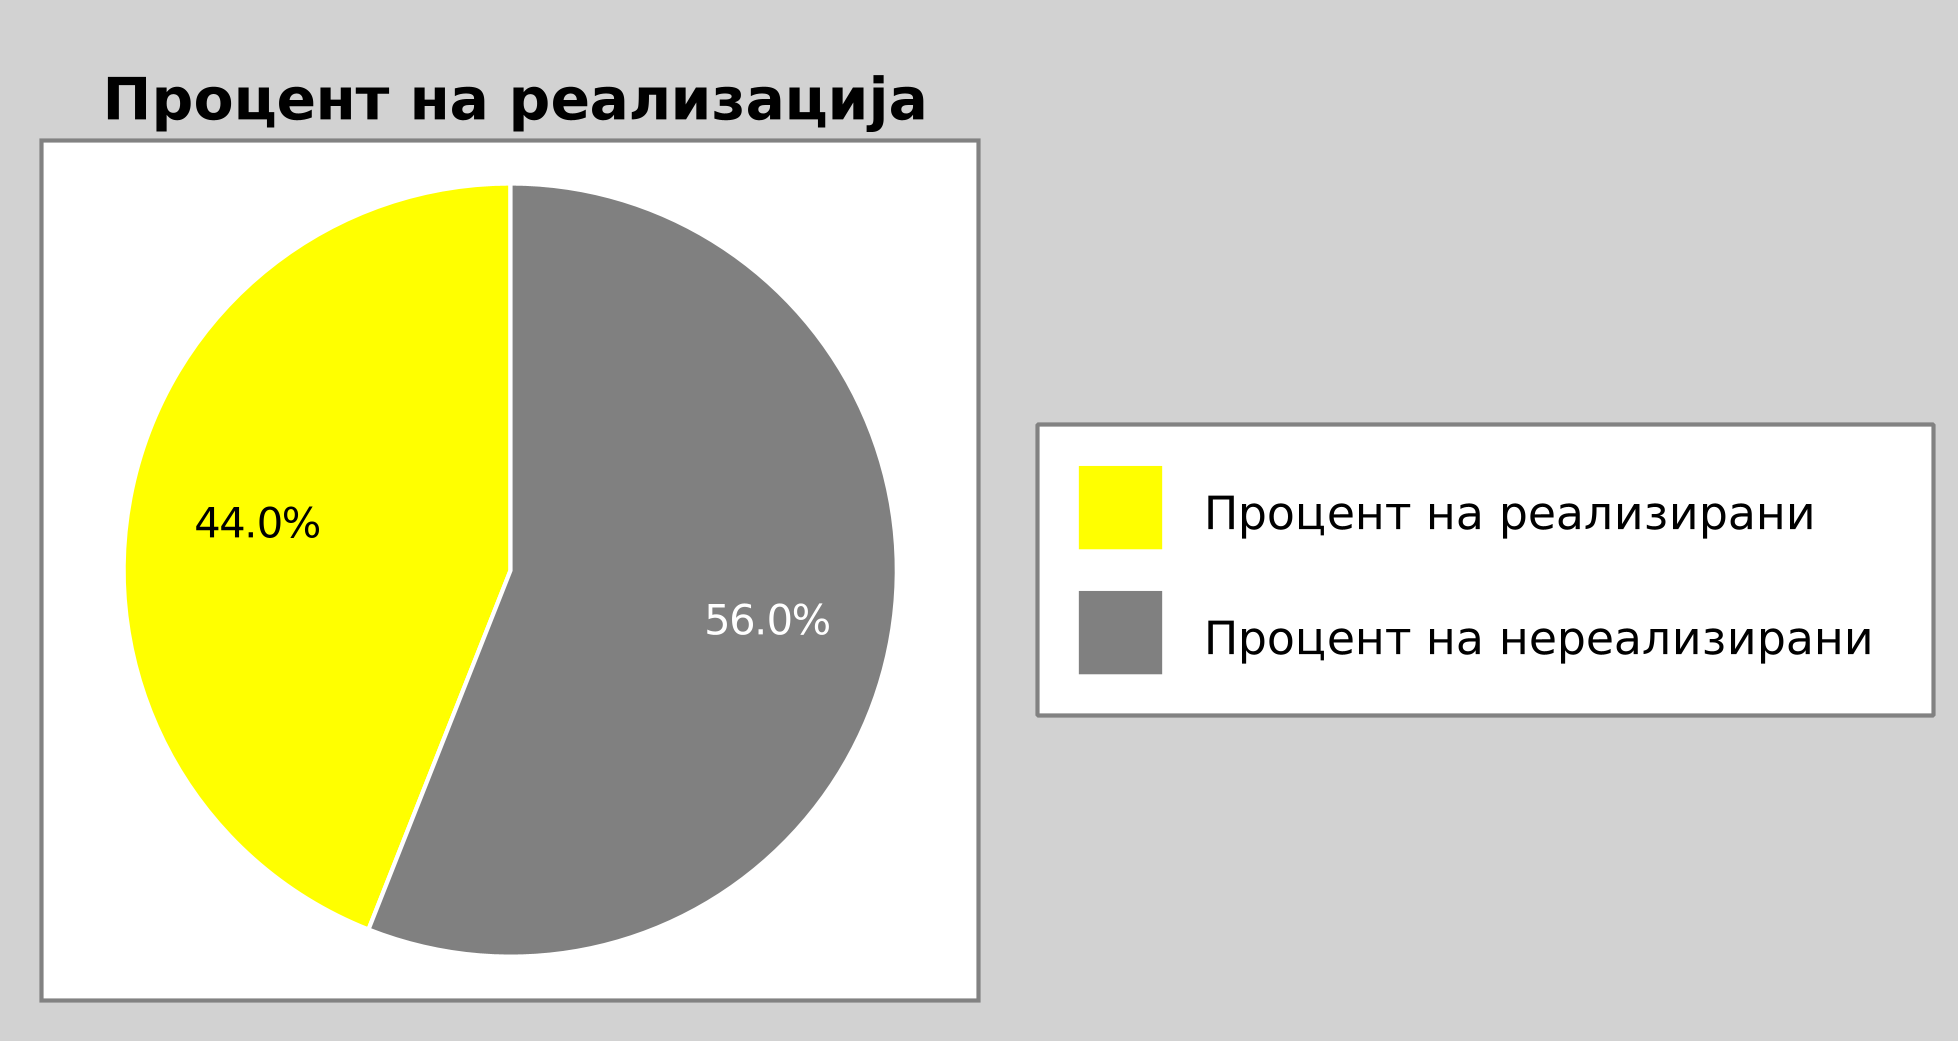 Процент на реализација
44.0%
56.0%
Процент на реализирани
Процент на нереализирани